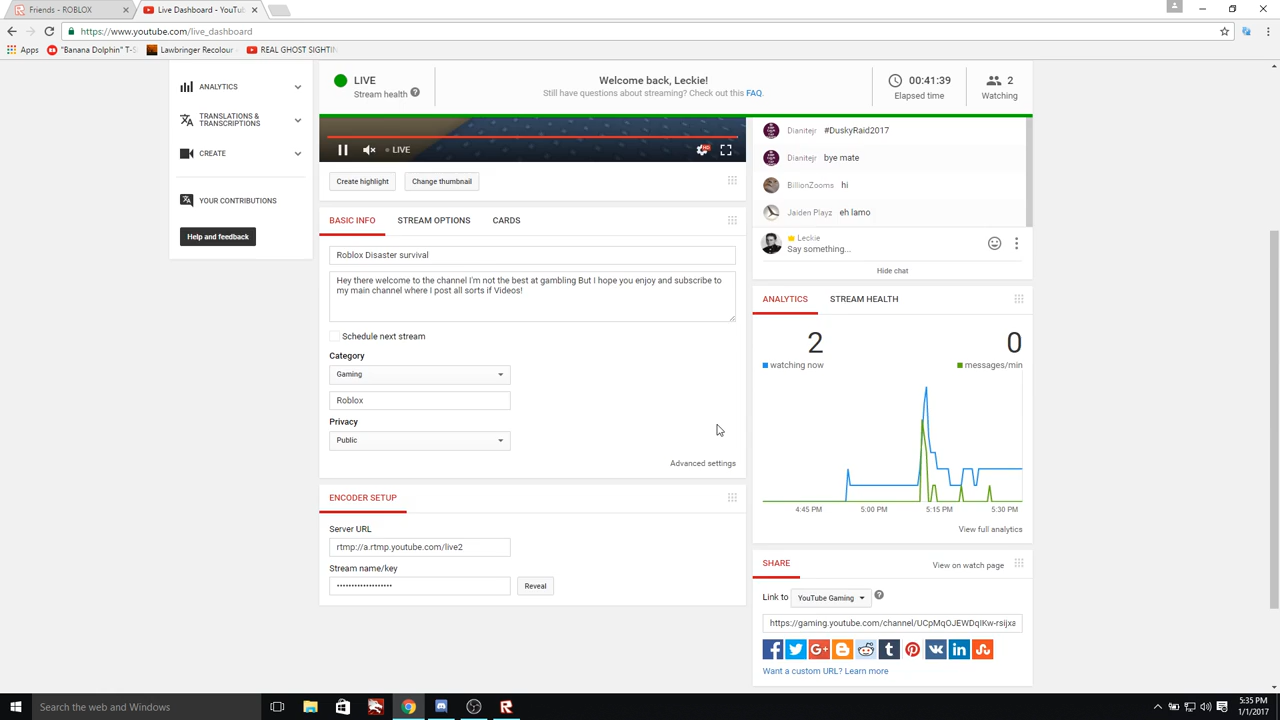 Friends - ROBLOX
Live Dashboard - YouTu
https://www.youtube.com/live_dashboard
Apps
"Banana Dolphin" T-S
Lawbringer Recolour
REAL GHOST SIGHTIN
ANALYTICS
TRANSLATIONS &
TRANSCRIPTIONS
CREATE
YOUR CONTRIBUTIONS
Help and feedback
LIVE
Stream health
Welcome back, Leckie!
Still have questions about streaming? Check out this FAQ.
00:41:39
Elapsed time
2
Watching
LIVE
Create highlight
Change thumbnail
BASIC INFO
STREAM OPTIONS
CARDS
Roblox Disaster survival
Hey there welcome to the channel I'm not the best at gambling But I hope you enjoy and subscribe to
my main channel where I post all sorts if Videos!
Schedule next stream
Category
Gaming
Roblox
Privacy
Public
Advanced settings
ENCODER SETUP
Server URL
rtmp://a.rtmp.youtube.com/live2
Stream name/key
Reveal
Dianitejr #DuskyRaid2017
Dianitejr bye mate
BillionZooms hi
Jaiden Playz eh lamo
Leckie
Say something...
Hide chat
ANALYTICS
STREAM HEALTH
2
watching now
0
messages/min
4:45 PM
5:00 PM
5:15 PM
5:30 PM
View full analytics
SHARE
View on watch page
Link to
YouTube Gaming
https://gaming.youtube.com/channel/UCpMqOJEWDqIKw-rsijxa
Want a custom URL? Learn more
Search the web and Windows
5:35 PM
1/1/2017